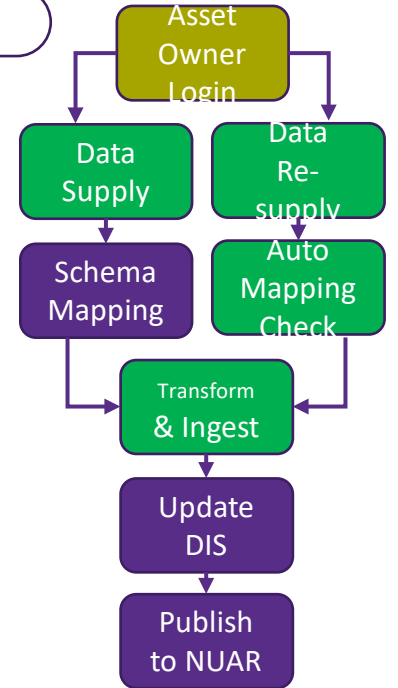 Asset
Owner
Login
Data
Supply
Data
Re-
supply
Schema
Mapping
Auto
Mapping
Check
Transform
& Ingest
Update
DIS
Publish
to NUAR